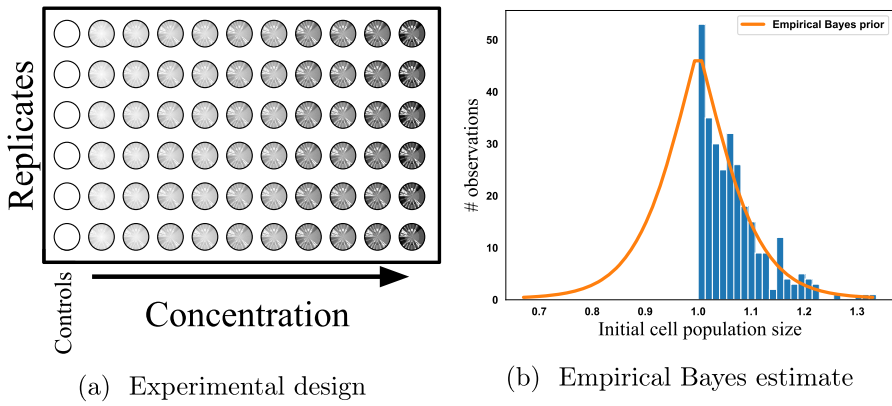 Replicates
Controls
Concentration
(a) Experimental design
Empirical Bayes prior
# observations
50
40
30
20
10
0
0.7 0.8 0.9 1.0 1.1 1.2 1.3
Initial cell population size
(b) Empirical Bayes estimate